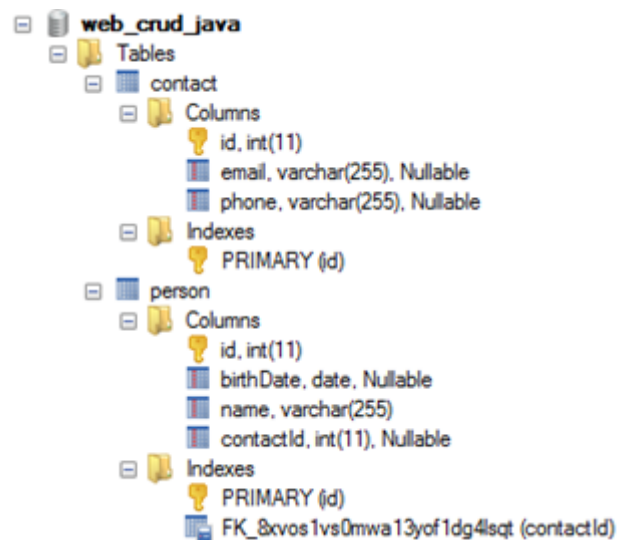 web_crud_java
Tables
contact
Columns
id, int(11)
email, varchar(255), Nullable
phone, varchar(255), Nullable
Indexes
PRIMARY (id)
person
Columns
id, int(11)
birthDate, date, Nullable
name, varchar(255)
contactId, int(11), Nullable
Indexes
PRIMARY (id)
FK_8xvos1vs0mwa13yof1dg4lsqt (contactId)